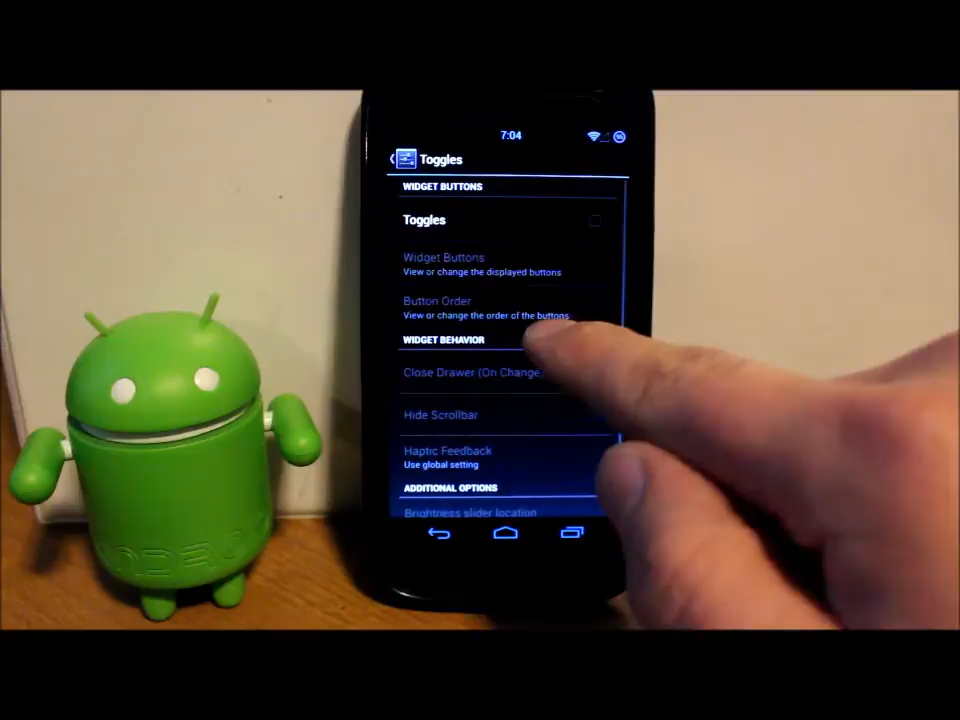 7:04
Toggles
WIDGET BUTTONS
Toggles
Widget Buttons
View or change the displayed buttons
Button Order
View or change the order of the buttons
WIDGET BEHAVIOR
Close Drawer (On Change)
Hide Scrollbar
Haptic Feedback
Use global setting
ADDITIONAL OPTIONS
Brightness slider location